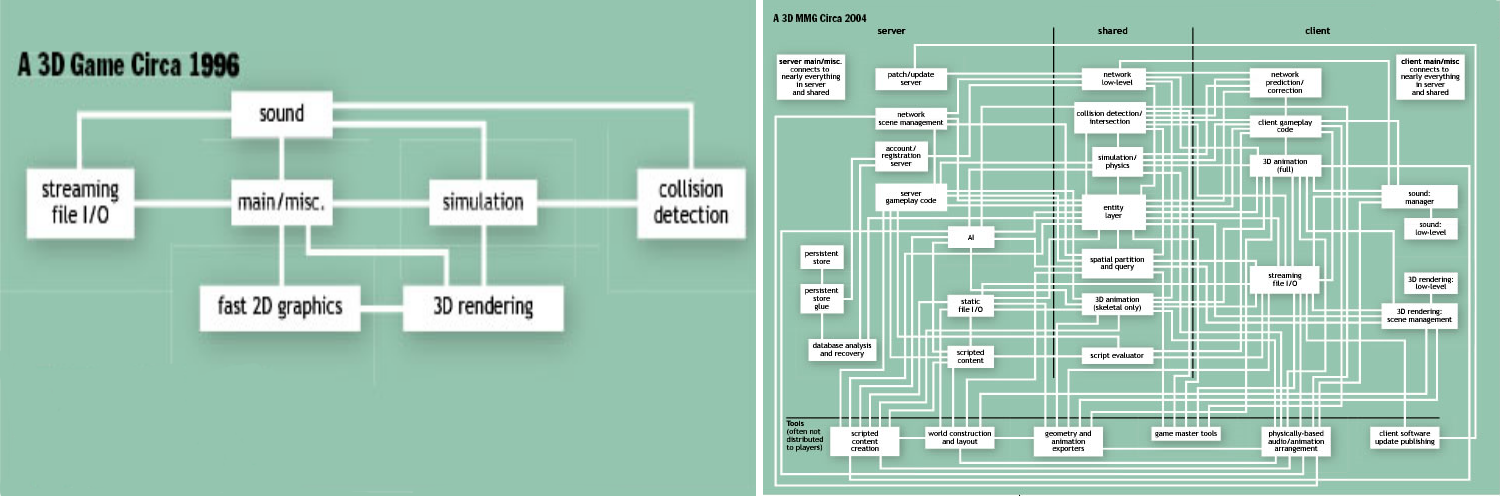 A 3D Game Circa 1996
sound
streaming
file I/O
main/misc.
simulation
collision
detection
fast 2D graphics
3D rendering
A 3D MMG Circa 2004
server
shared
client
server main/misc.
connects to
nearly everything
in server
and shared
patch/update
server
network
low-level
network
prediction/
correction
client main/misc
connects to
nearly everything
in server
and shared
network
scene management
collision detection/
intersection
client gameplay
code
account/
registration
server
simulation/
physics
3D animation
(full)
server
gameplay code
entity
layer
sound:
manager
sound:
low-level
AI
persistent
store
spatial partition
and query
streaming
file I/O
3D rendering:
low-level
persistent
store
glue
static
file I/O
3D animation
(skeletal only)
3D rendering:
scene management
database analysis
and recovery
scripted
content
script evaluator
Tools
(often not
distributed
to players)
scripted
content
creation
world construction
and layout
geometry and
animation
exporters
game master tools
physically-based
audio/animation
arrangement
client software
update publishing